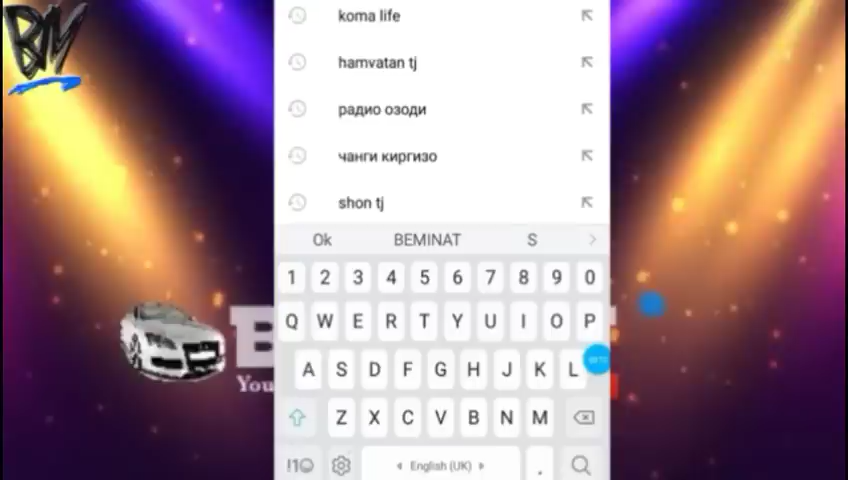 BM
koma life
hamvatan tj
радио озоди
чанги киргизо
shon tj
Ok BEMINAT S
1 2 3 4 5 6 7 8 9 0
Q W E R T Y U I O P
A S D F G H J K L
Z X C V B N M
!1☺ English (UK) .
B
You